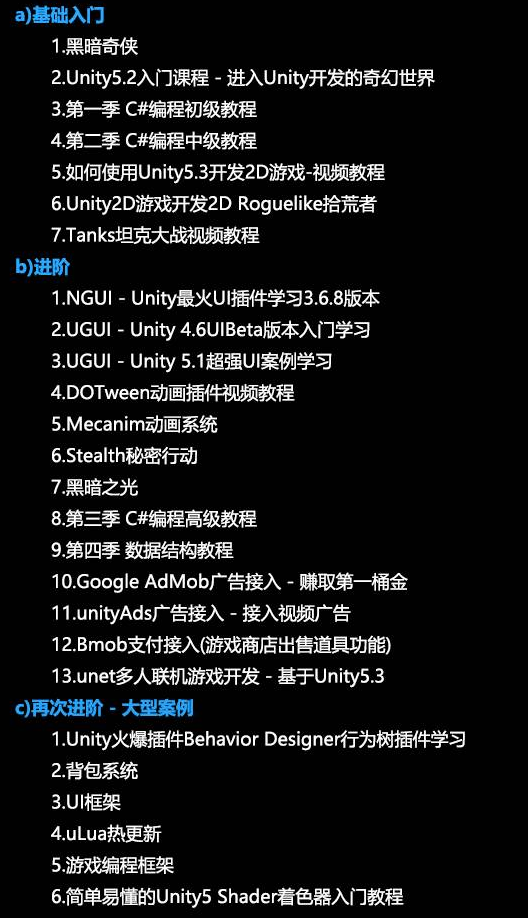 a)基础入门
1.黑暗奇侠
2.Unity5.2入门课程 - 进入Unity开发的奇幻世界
3.第一季 C#编程初级教程
4.第二季 C#编程中级教程
5.如何使用Unity5.3开发2D游戏-视频教程
6.Unity2D游戏开发2D Roguelike拾荒者
7.Tanks坦克大战视频教程
b)进阶
1.NGUI - Unity最火UI插件学习3.6.8版本
2.UGUI - Unity 4.6UIBeta版本入门学习
3.UGUI - Unity 5.1超强UI案例学习
4.DOTween动画插件视频教程
5.Mecanim动画系统
6.Stealth秘密行动
7.黑暗之光
8.第三季 C#编程高级教程
9.第四季 数据结构教程
10.Google AdMob广告接入 - 赚取第一桶金
11.unityAds广告接入 - 接入视频广告
12.Bmob支付接入(游戏商店出售道具功能)
13.unet多人联机游戏开发 - 基于Unity5.3
c)再次进阶 - 大型案例
1.Unity火爆插件Behavior Designer行为树插件学习
2.背包系统
3.UI框架
4.uLua热更新
5.游戏编程框架
6.简单易懂的Unity5 Shader着色器入门教程